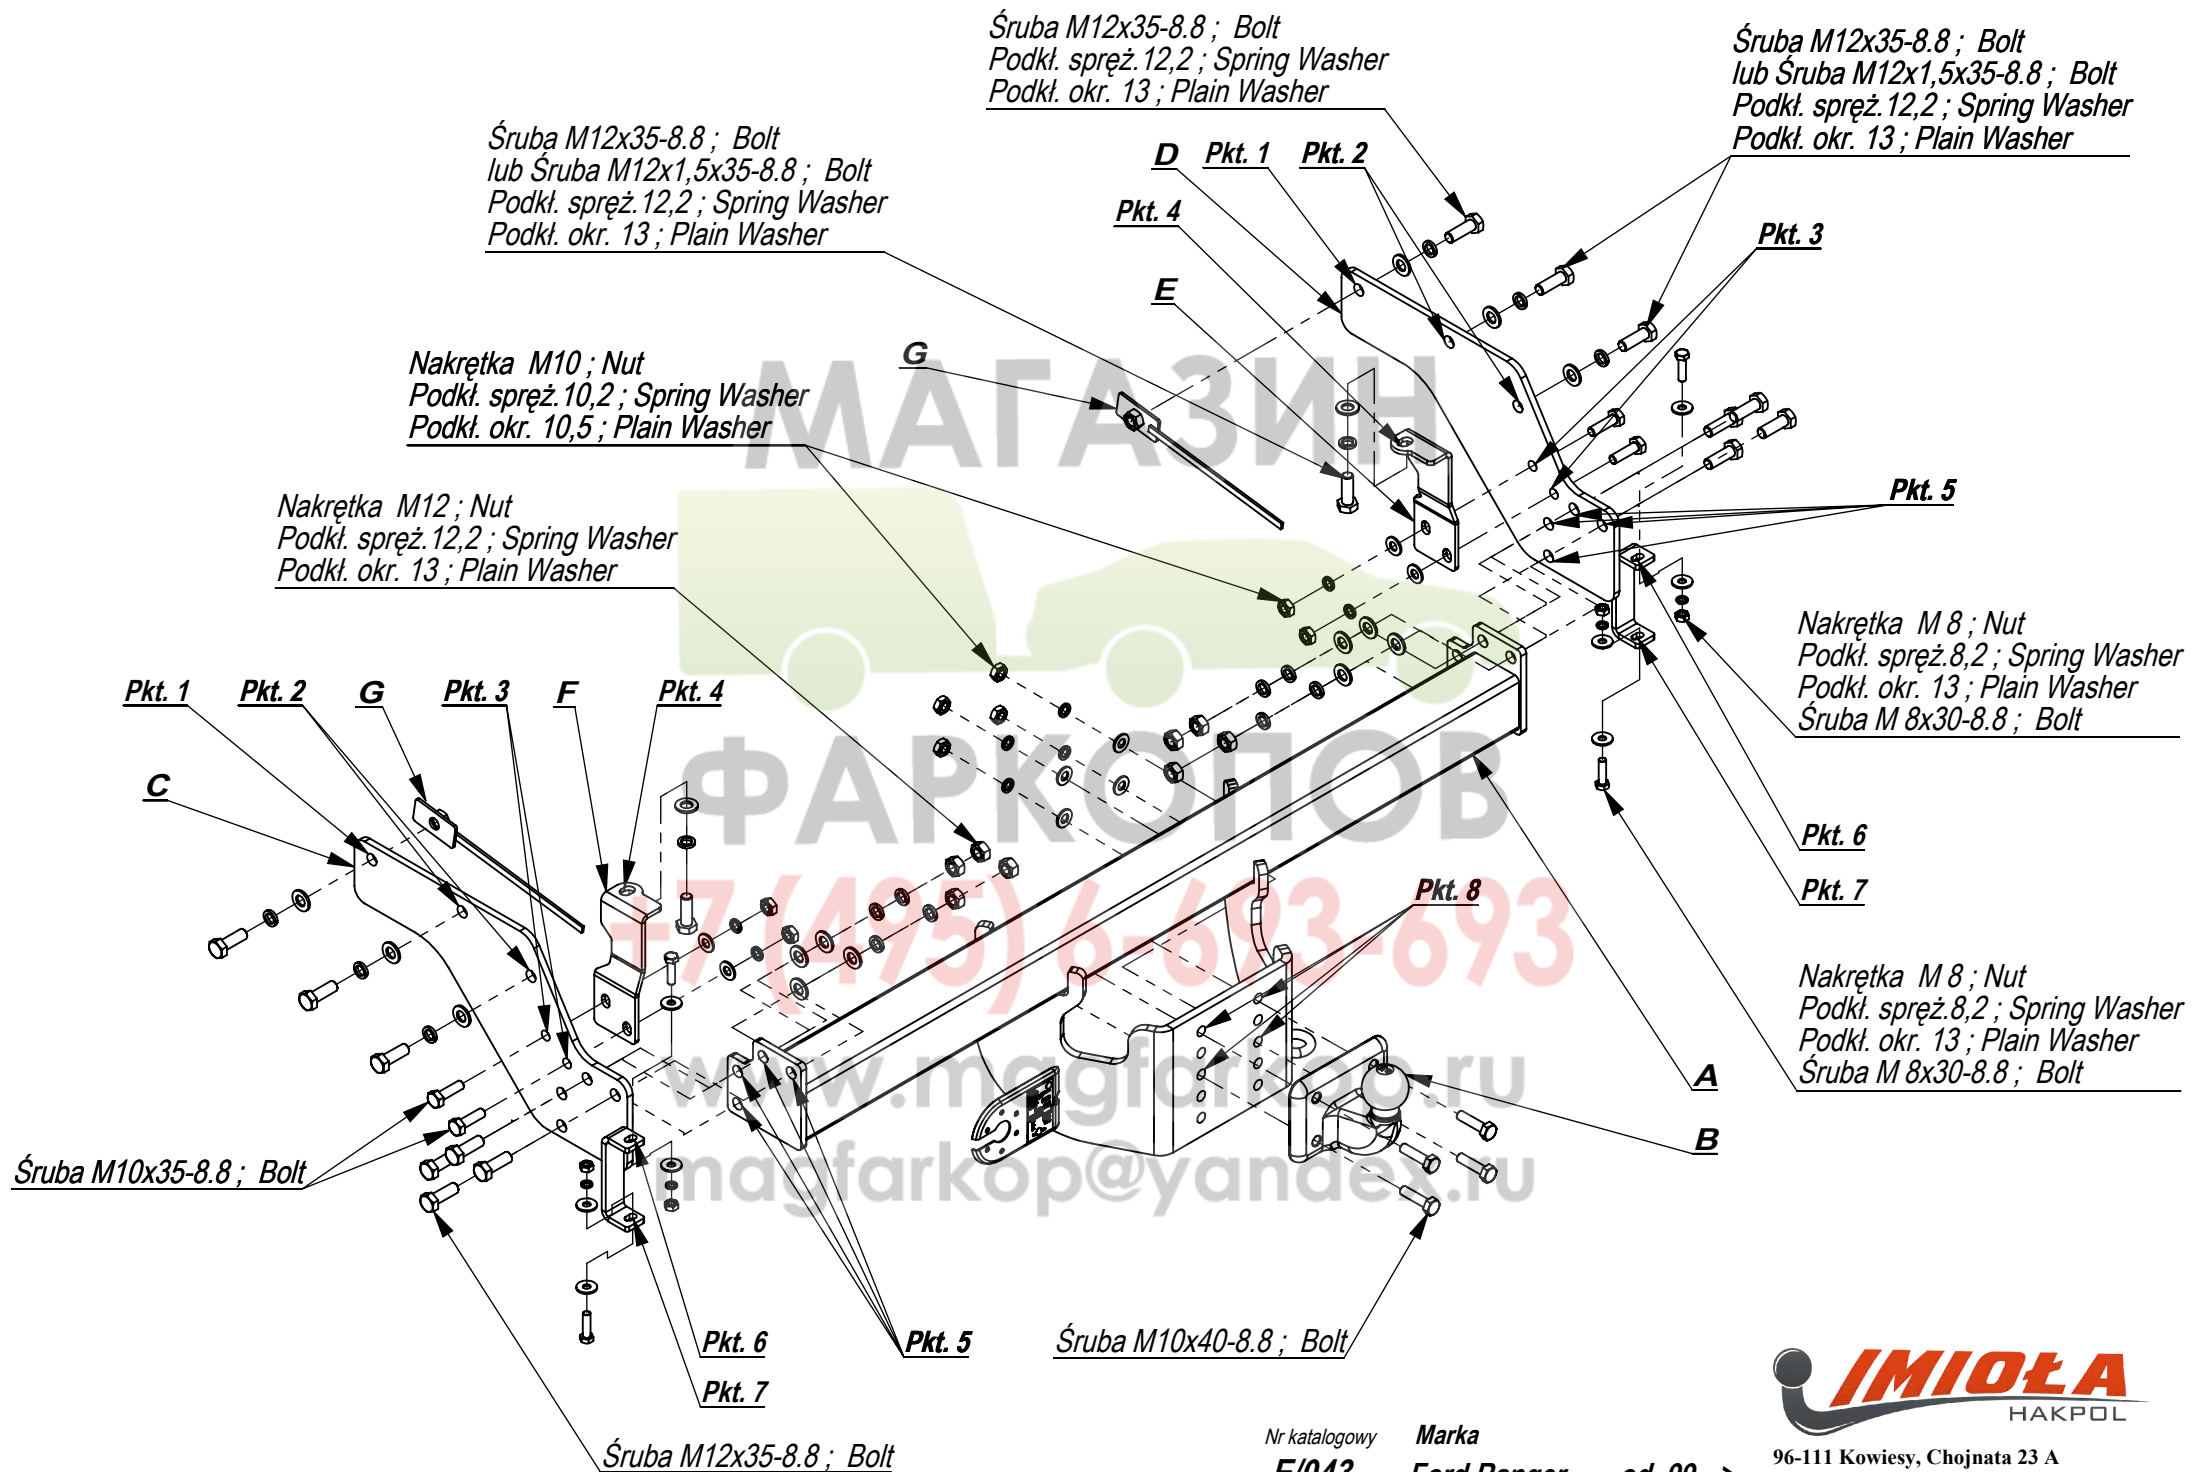 Śruba M12x35-8.8 ; Bolt
Podkł. spręż.12,2 ; Spring Washer
Podkł. okr. 13 ; Plain Washer
Śruba M12x35-8.8 ; Bolt
lub Śruba M12x1,5x35-8.8 ; Bolt
Podkł. spręż.12,2 ; Spring Washer
Podkł. okr. 13 ; Plain Washer
Śruba M12x35-8.8 ; Bolt
lub Śruba M12x1,5x35-8.8 ; Bolt
Podkł. spręż.12,2 ; Spring Washer
Podkł. okr. 13 ; Plain Washer
D
Pkt. 1
Pkt. 2
Pkt. 4
Pkt. 3
E
G
Nakrętka M10 ; Nut
Podkł. spręż.10,2 ; Spring Washer
Podkł. okr. 10,5 ; Plain Washer
МАГАЗИН
Nakrętka M12 ; Nut
Podkł. spręż.12,2 ; Spring Washer
Podkł. okr. 13 ; Plain Washer
Pkt. 5
Nakrętka M 8 ; Nut
Podkł. spręż.8,2 ; Spring Washer
Podkł. okr. 13 ; Plain Washer
Śruba M 8x30-8.8 ; Bolt
Pkt. 1
Pkt. 2
G
Pkt. 3
F
Pkt. 4
C
ФАРКОПОВ
Pkt. 6
Pkt. 7
Pkt. 8
+7(495) 6-693-693
Nakrętka M 8 ; Nut
Podkł. spręż.8,2 ; Spring Washer
Podkł. okr. 13 ; Plain Washer
Śruba M 8x30-8.8 ; Bolt
A
www.magfarkop.ru
B
magfarkop@yandex.ru
Śruba M10x35-8.8 ; Bolt
Pkt. 6
Pkt. 5
Śruba M10x40-8.8 ; Bolt
Pkt. 7
Śruba M12x35-8.8 ; Bolt
IMIOŁA
HAKPOL
Nr katalogowy
Marka
96-111 Kowiesy, Chojnata 23 A
F/043
Ford Ranger od 99 ->